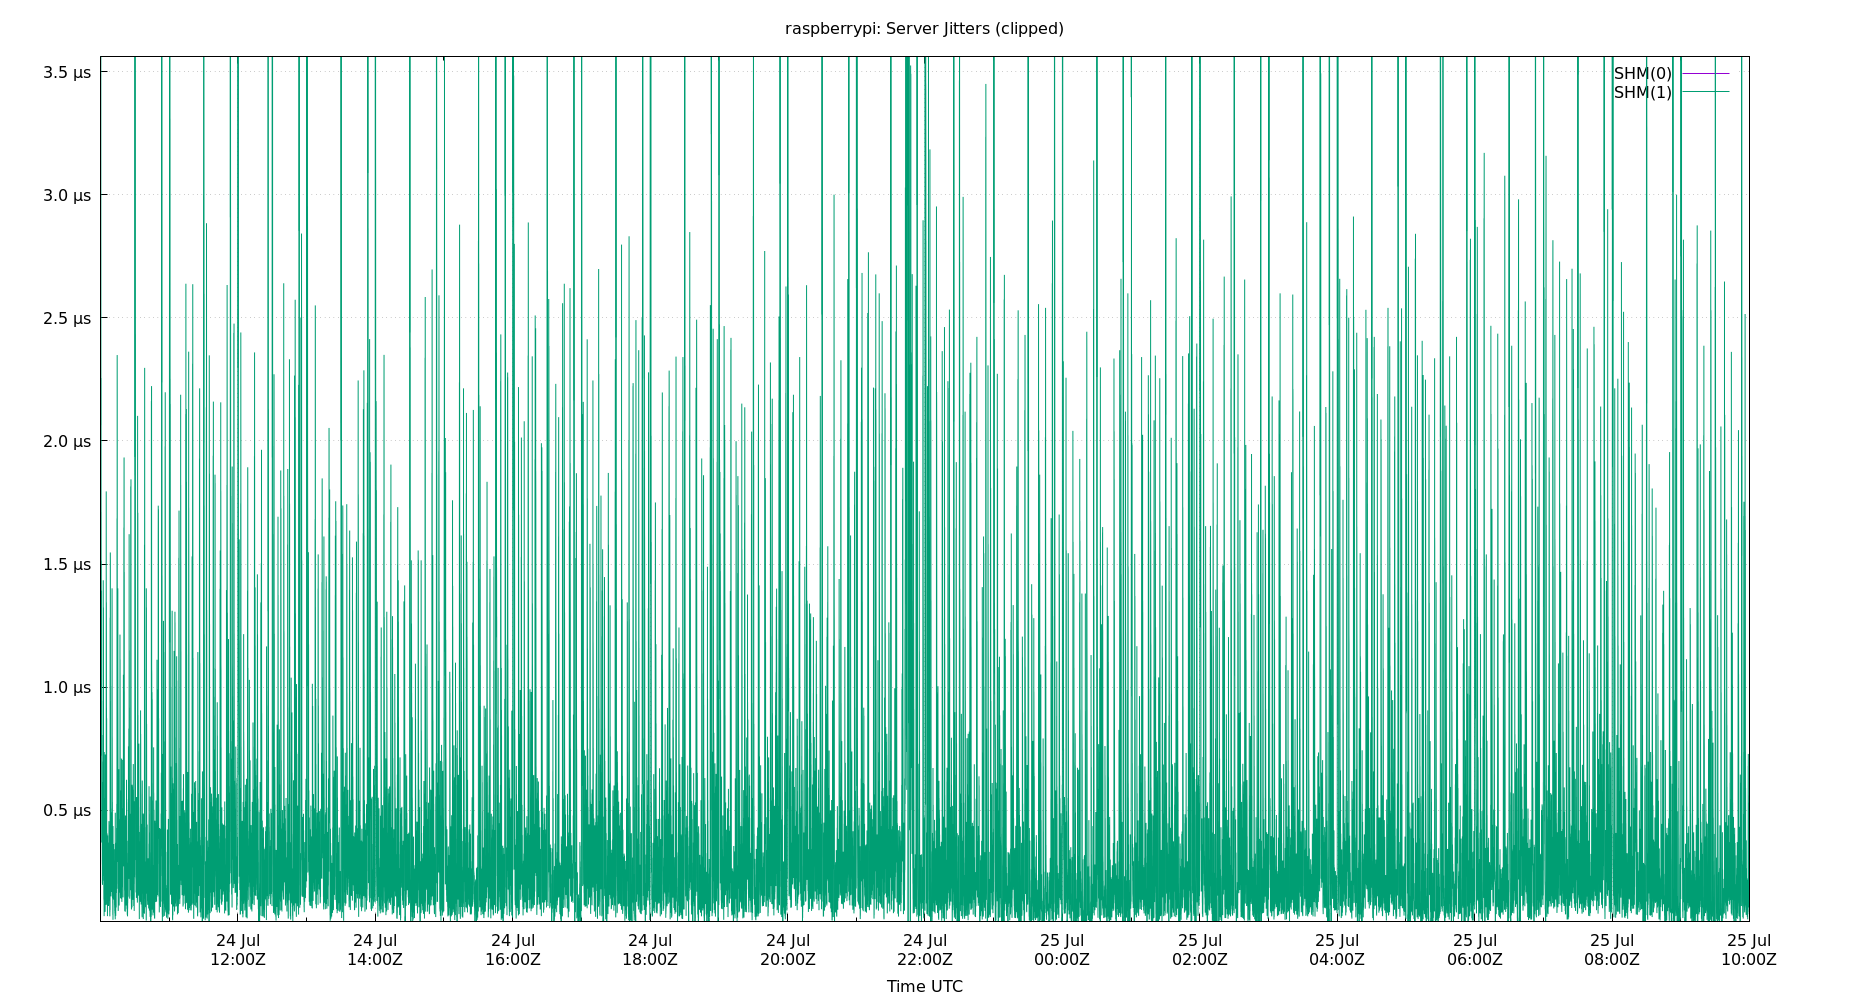 raspberrypi: Server Jitters (clipped)
3.5 μs
3.0 μs
2.5 μs
2.0 μs
1.5 μs
1.0 μs
0.5 μs
SHM(0)
SHM(1)
24 Jul 24 Jul 24 Jul 24 Jul 24 Jul 24 Jul 25 Jul 25 Jul 25 Jul 25 Jul 25 Jul 25 Jul
12:00Z 14:00Z 16:00Z 18:00Z 20:00Z 22:00Z 00:00Z 02:00Z 04:00Z 06:00Z 08:00Z 10:00Z
Time UTC